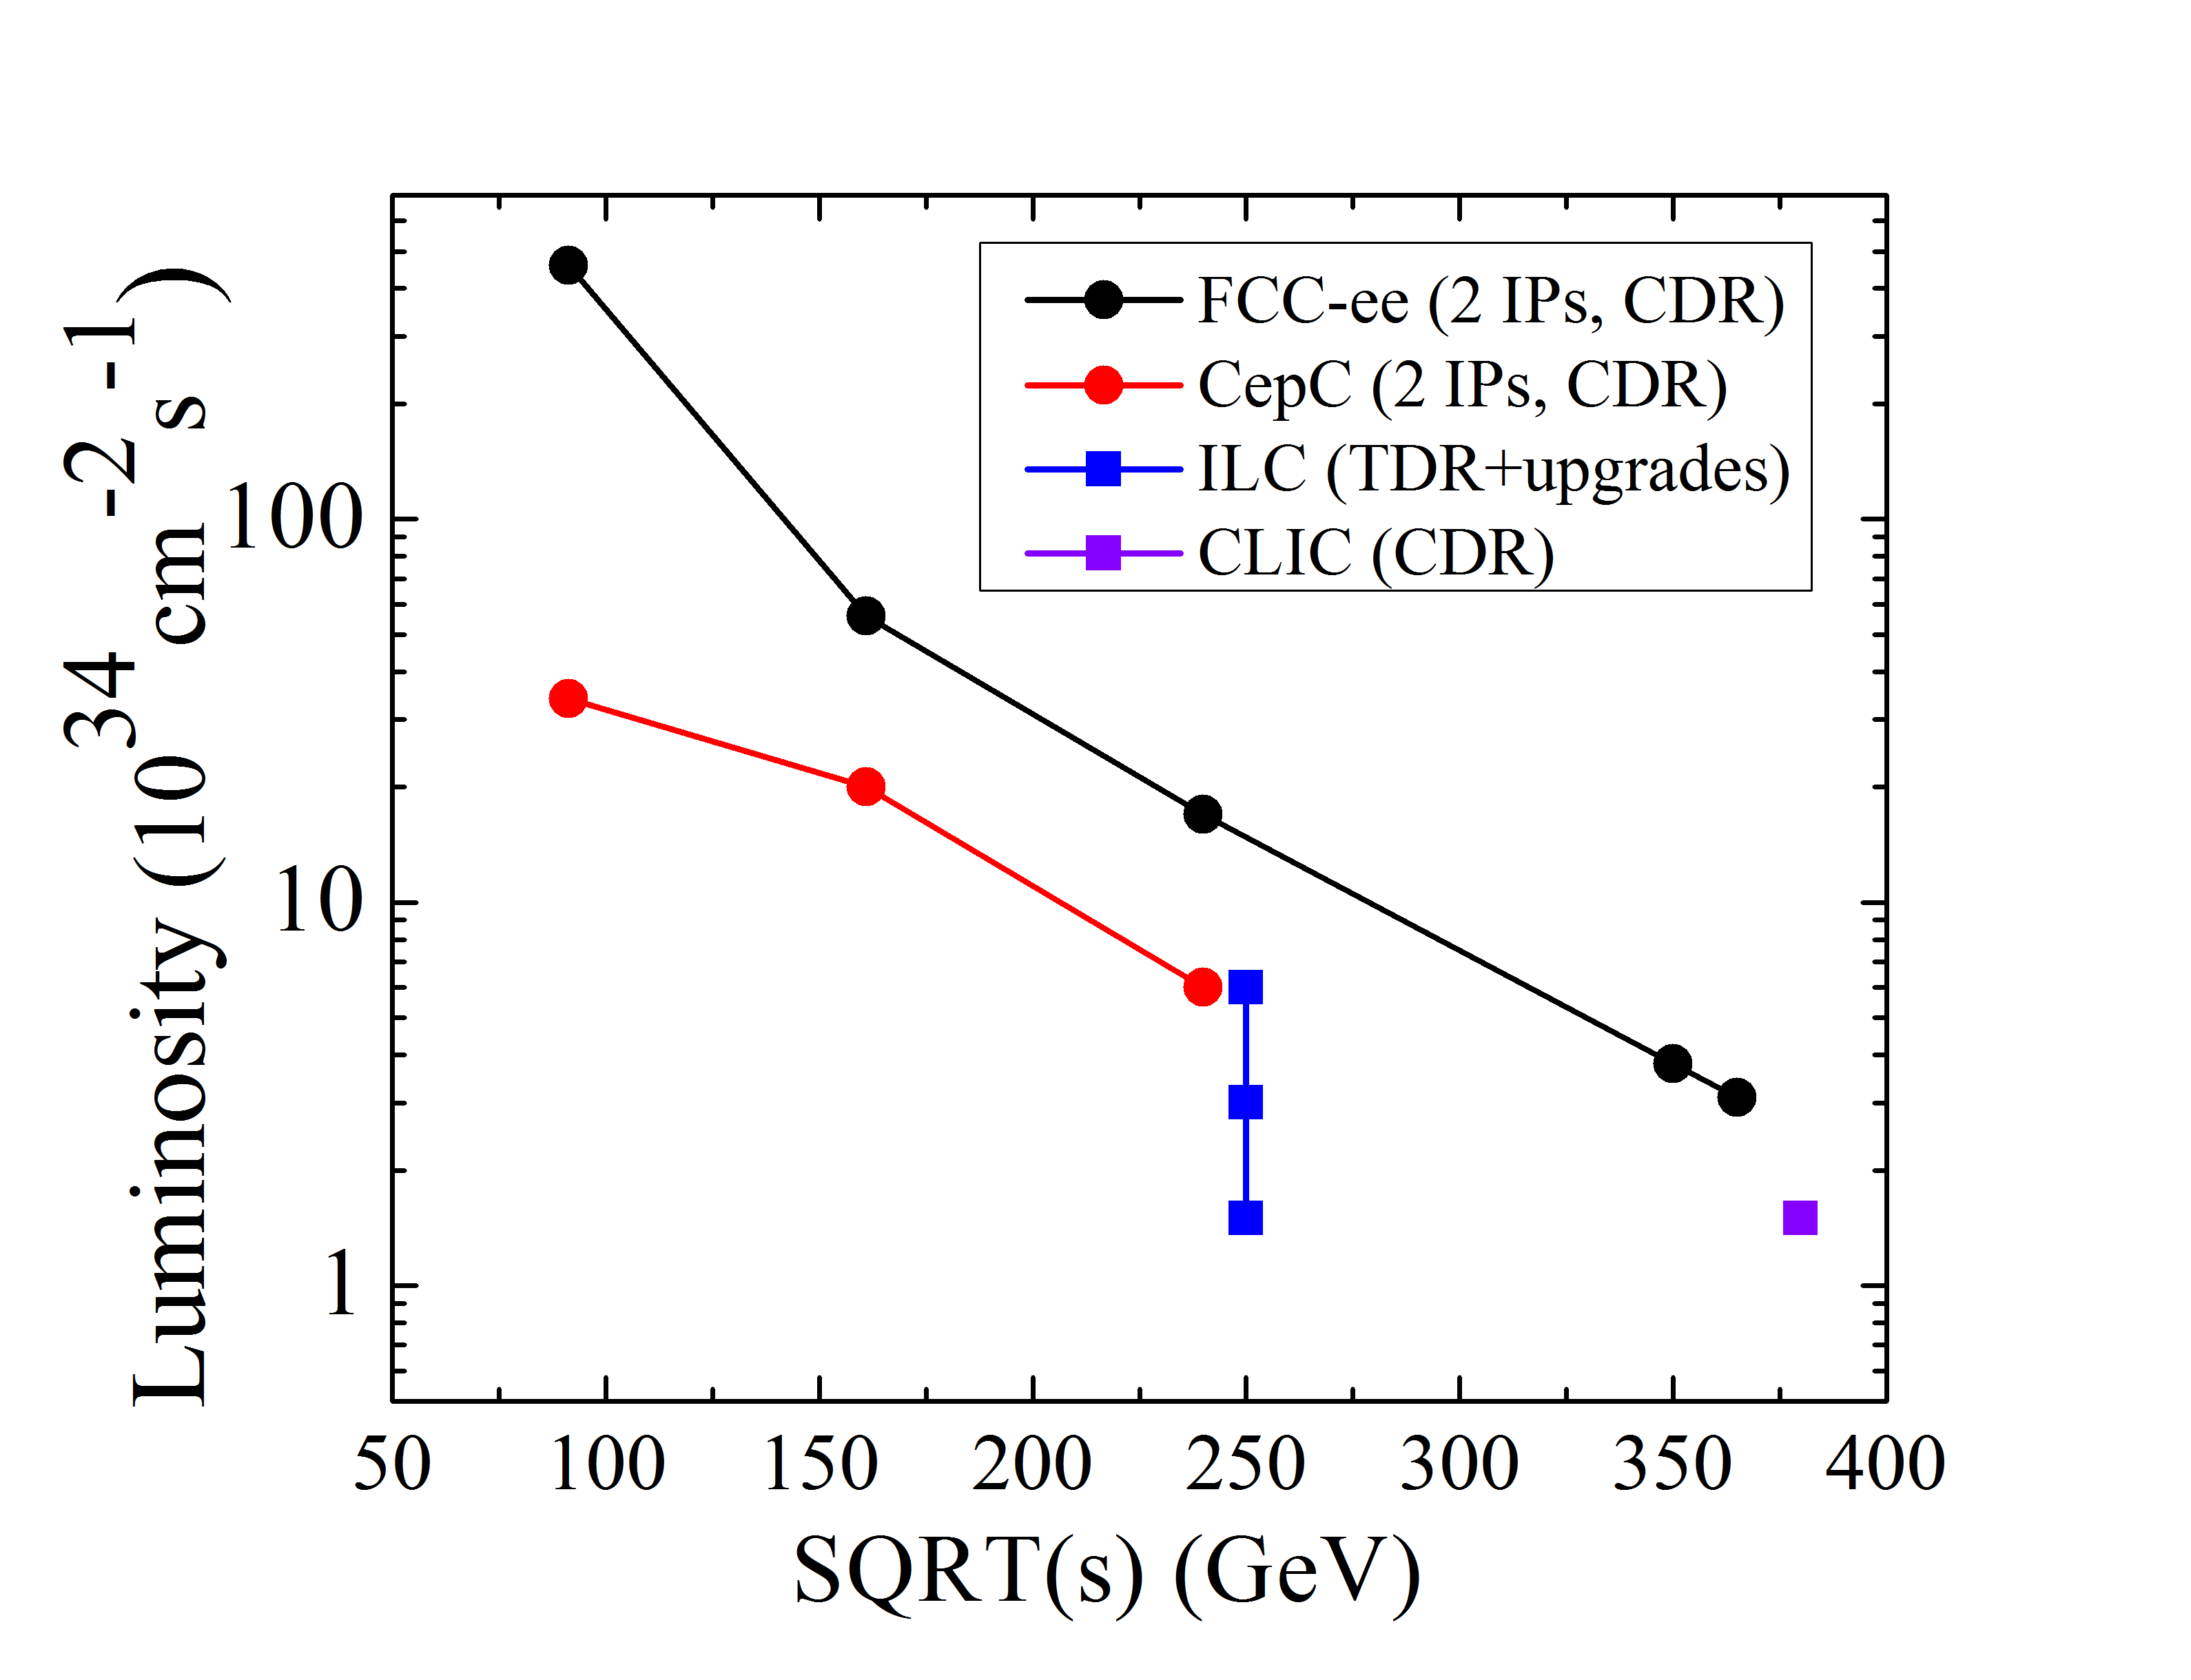 Luminosity (10^34 cm^-2 s^-1)
100
10
1
FCC-ee (2 IPs, CDR)
CepC (2 IPs, CDR)
ILC (TDR+upgrades)
CLIC (CDR)
50 100 150 200 250 300 350 400
SQRT(s) (GeV)